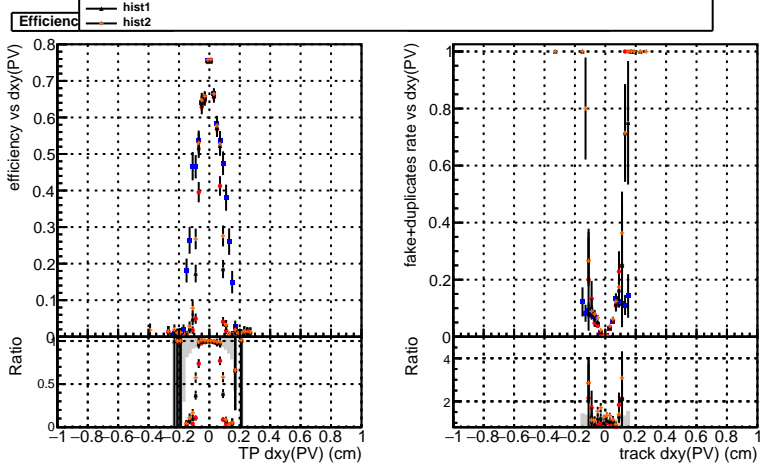 hist1
Efficienc
hist2
efficiency vs dxy(PV)
0.8
0.7
0.6
0.5
0.4
0.3
0.2
0.1
0
Ratio
1
0.5
0
−1 −0.8 −0.6 −0.4 −0.2 0 0.2 0.4 0.6 0.8 1
TP dxy(PV) (cm)
fake+duplicates rate vs dxy(PV)
1
0.8
0.6
0.4
0.2
0
Ratio
4
2
−1 −0.8 −0.6 −0.4 −0.2 0 0.2 0.4 0.6 0.8 1
track dxy(PV) (cm)